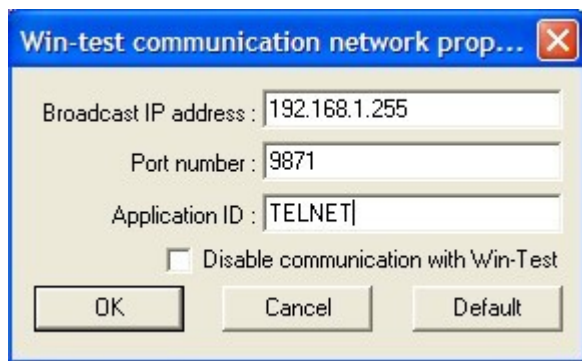 Win-test communication network prop...
Broadcast IP address : 192.168.1.255
Port number : 9871
Application ID : TELNET
Disable communication with Win-Test
OK Cancel Default